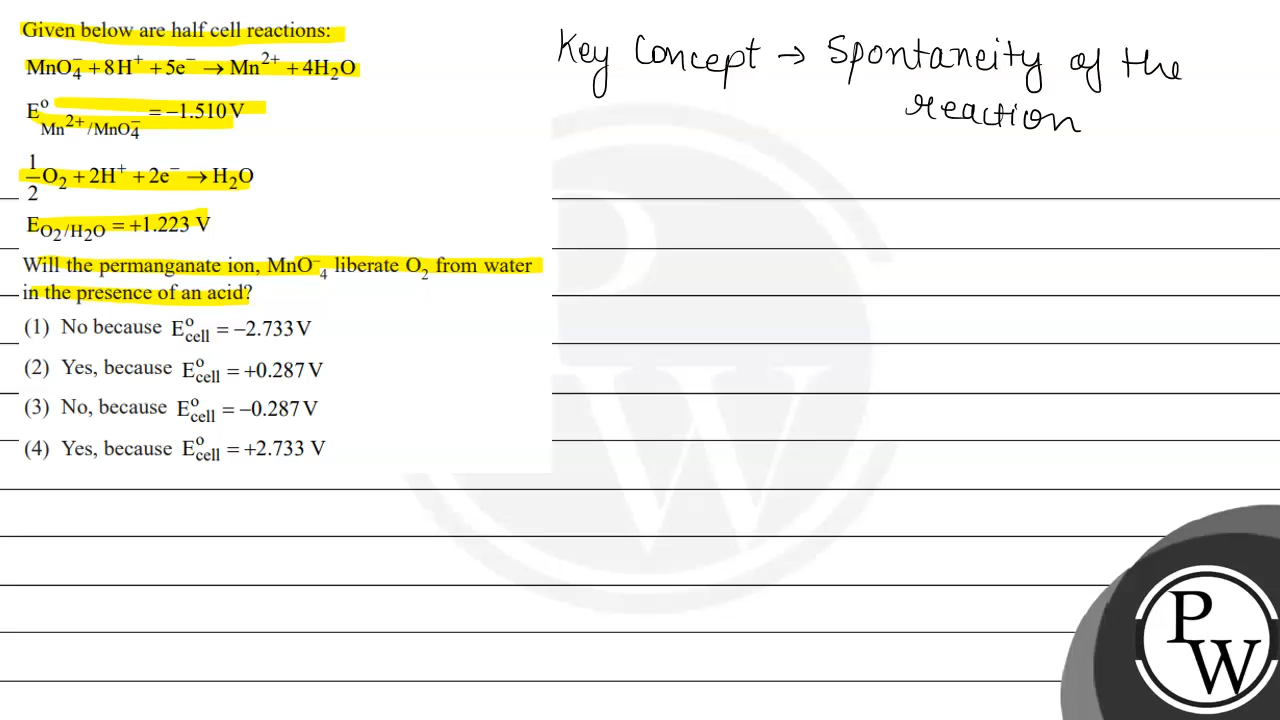 Given below are half cell reactions:
MnO₄⁻ + 8H⁺ + 5e⁻ → Mn²⁺ + 4H₂O
E°Mn²⁺/MnO₄⁻ = −1.510 V
1/2 O₂ + 2H⁺ + 2e⁻ → H₂O
E O₂/H₂O = +1.223 V
Will the permanganate ion, MnO⁻₄ liberate O₂ from water
in the presence of an acid?
(1) No because E°cell = −2.733 V
(2) Yes, because E°cell = +0.287 V
(3) No, because E°cell = −0.287 V
(4) Yes, because E°cell = +2.733 V
Key Concept → Spontaneity of the
reaction
PW
PW